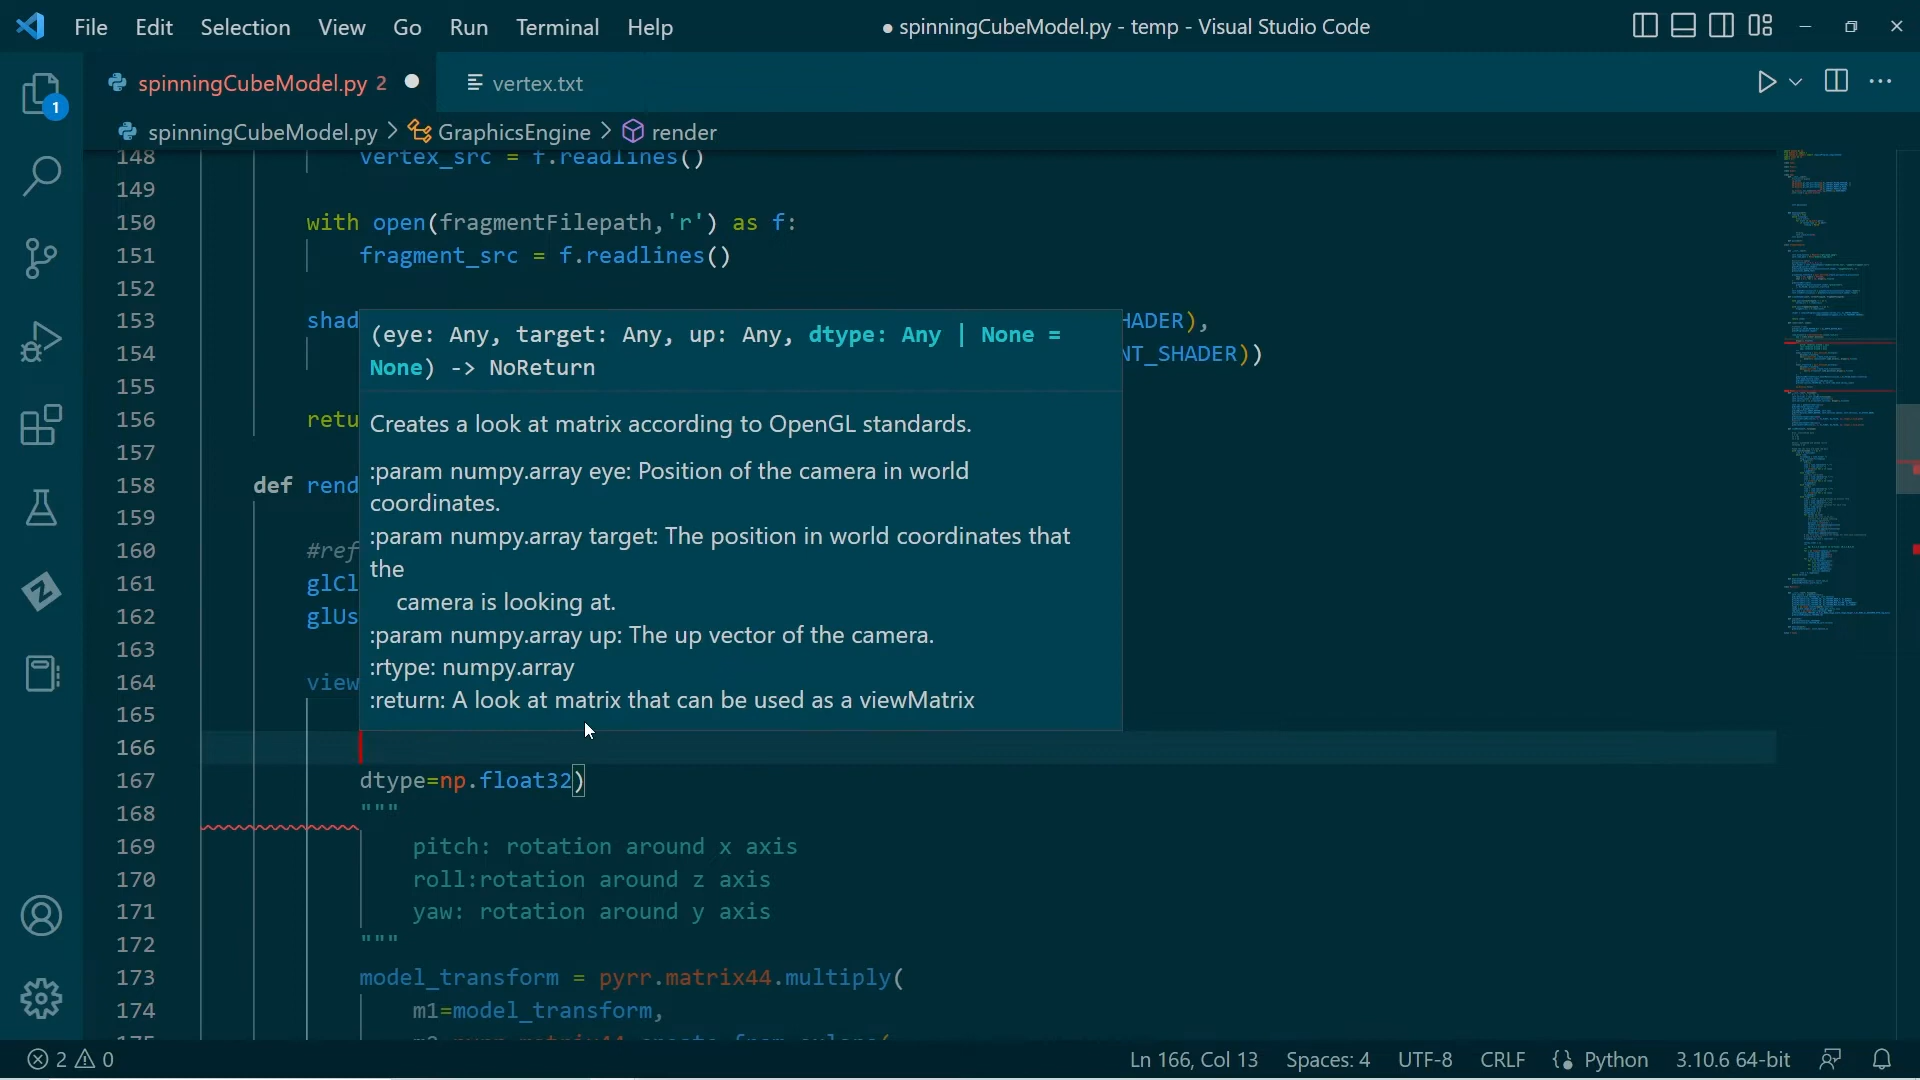 File Edit Selection View Go Run Terminal Help
● spinningCubeModel.py - temp - Visual Studio Code
spinningCubeModel.py 2 ●
vertex.txt
1
spinningCubeModel.py > GraphicsEngine > render
148 vertex_src = f.readlines()
149
150 with open(fragmentFilepath,'r') as f:
151 fragment_src = f.readlines()
152
153 shad HADER),
154 NT_SHADER))
155
156 retu
157
158 def rend
159
160 #ref
161 glCl
162 glUs
163
164 view
165
166
(eye: Any, target: Any, up: Any, dtype: Any | None =
None) -> NoReturn
Creates a look at matrix according to OpenGL standards.
:param numpy.array eye: Position of the camera in world
coordinates.
:param numpy.array target: The position in world coordinates that
the
camera is looking at.
:param numpy.array up: The up vector of the camera.
:rtype: numpy.array
:return: A look at matrix that can be used as a viewMatrix
167 dtype=np.float32)
168 """
169 pitch: rotation around x axis
170 roll:rotation around z axis
171 yaw: rotation around y axis
172 """
173 model_transform = pyrr.matrix44.multiply(
174 m1=model_transform,
2 0
Ln 166, Col 13 Spaces: 4 UTF-8 CRLF Python 3.10.6 64-bit